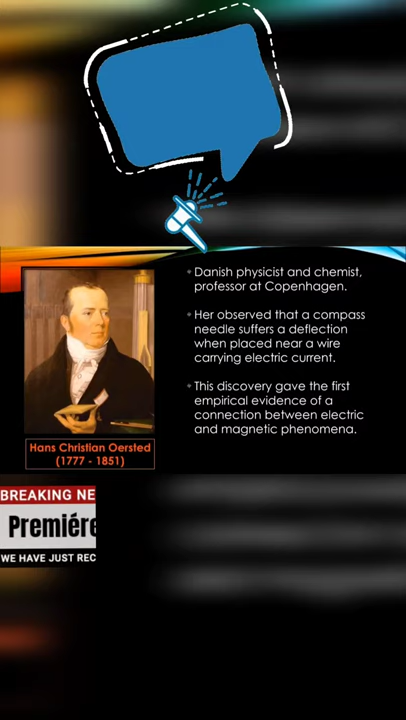 Danish physicist and chemist,
professor at Copenhagen.
Her observed that a compass
needle suffers a deflection
when placed near a wire
carrying electric current.
This discovery gave the first
empirical evidence of a
connection between electric
and magnetic phenomena.
Hans Christian Oersted
(1777 - 1851)
BREAKING NE
Premiére
WE HAVE JUST REC